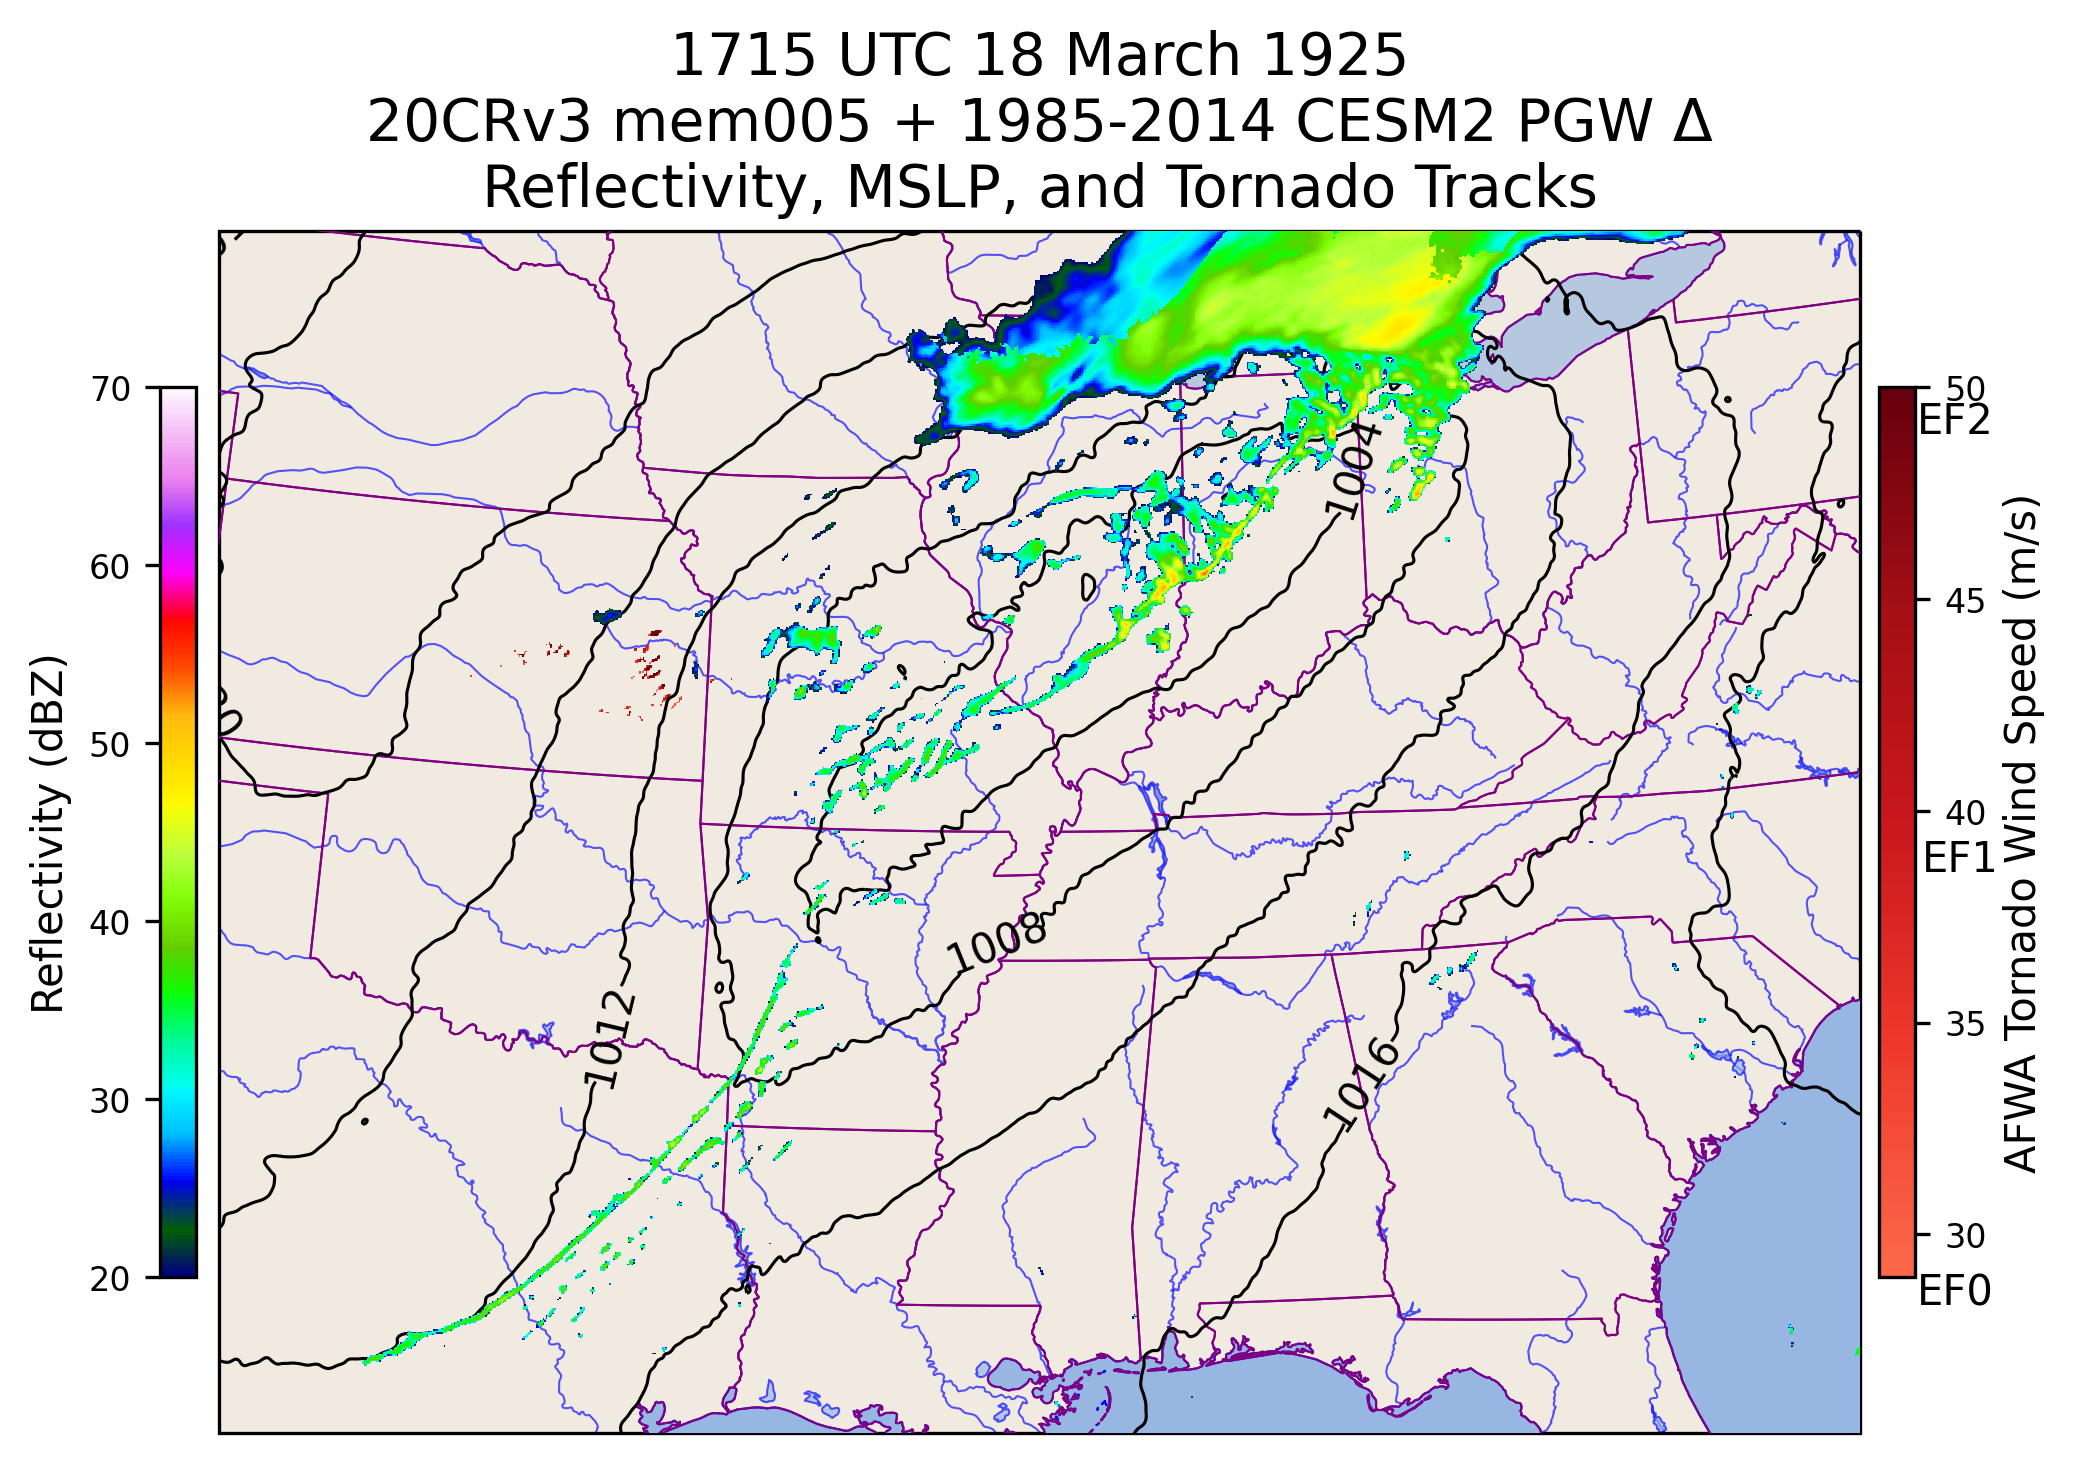 1715 UTC 18 March 1925
20CRv3 mem005 + 1985-2014 CESM2 PGW Δ
Reflectivity, MSLP, and Tornado Tracks
Reflectivity (dBZ)
70
60
50
40
30
20
1004
1008
1012
1016
50
EF2
45
40
EF1
35
30
EF0
AFWA Tornado Wind Speed (m/s)